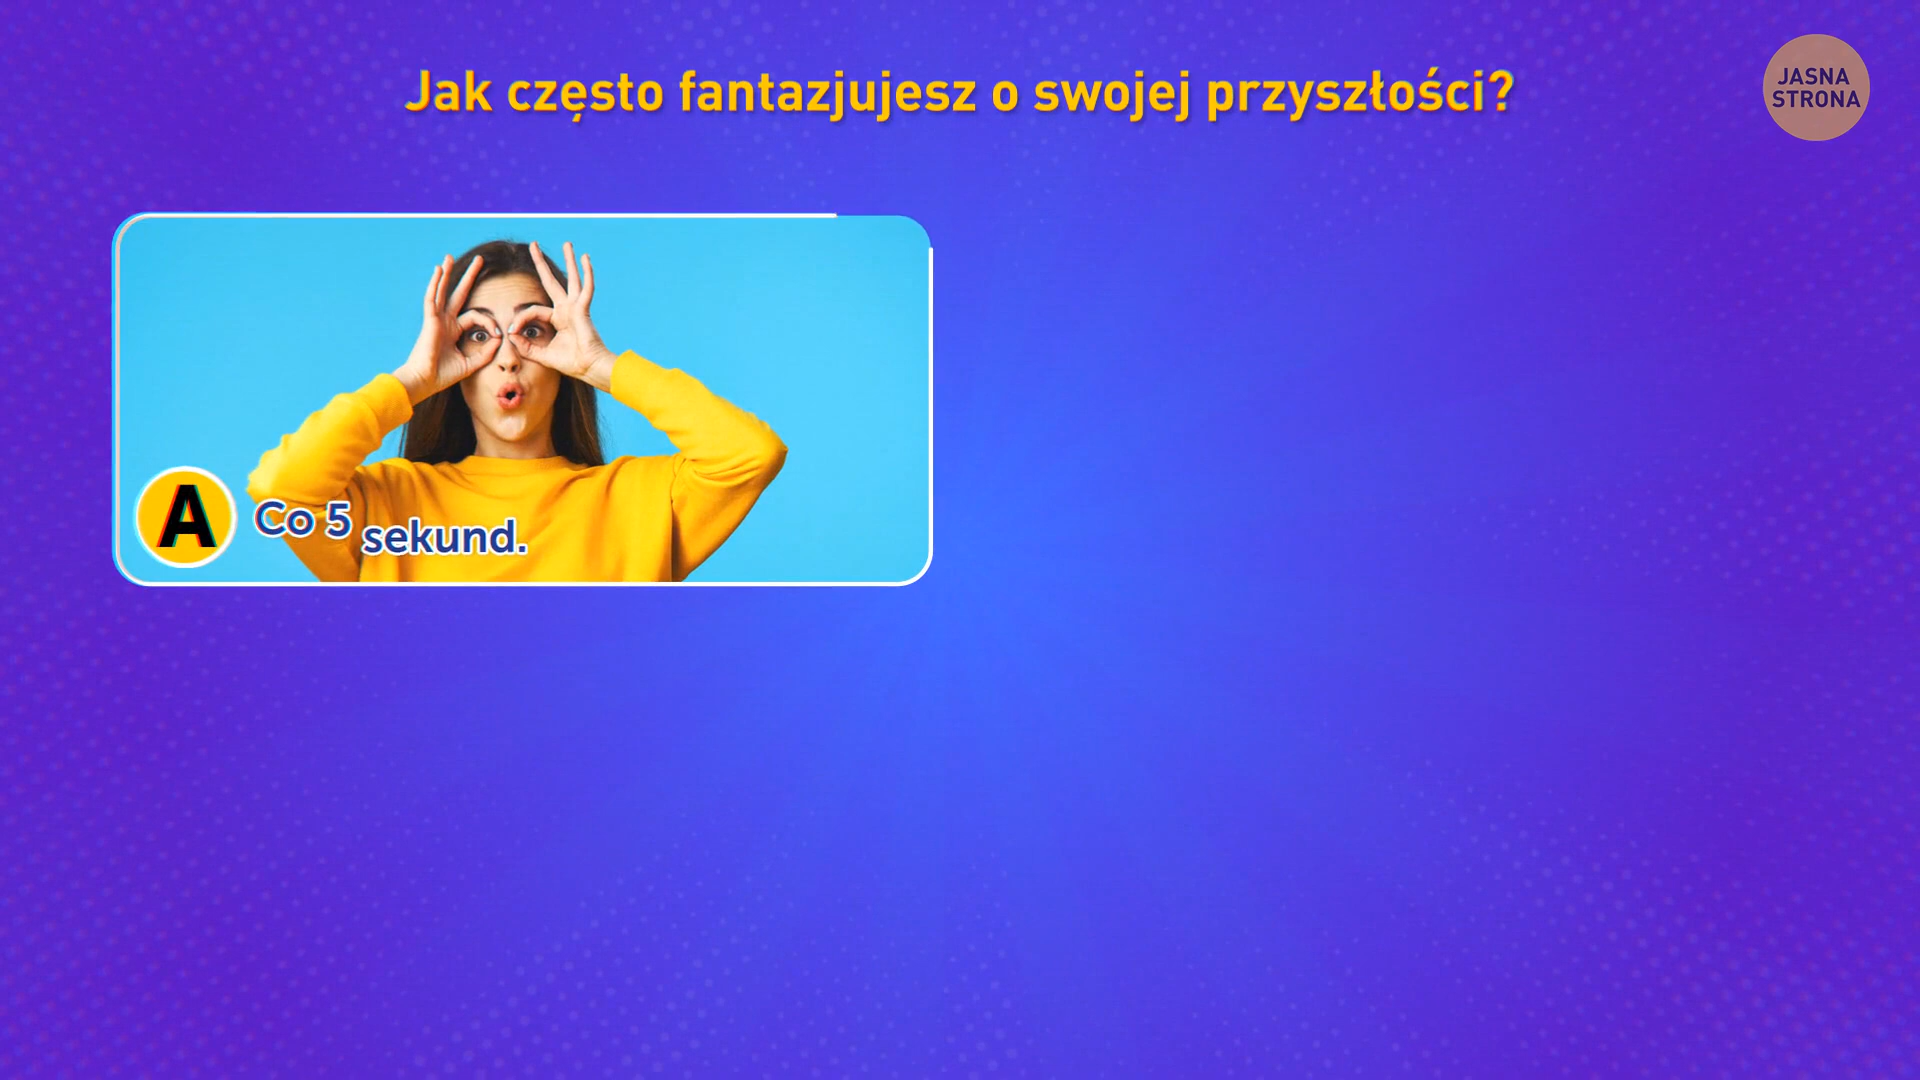 Jak często fantazjujesz o swojej przyszłości?
JASNA
STRONA
A
Co 5 sekund.